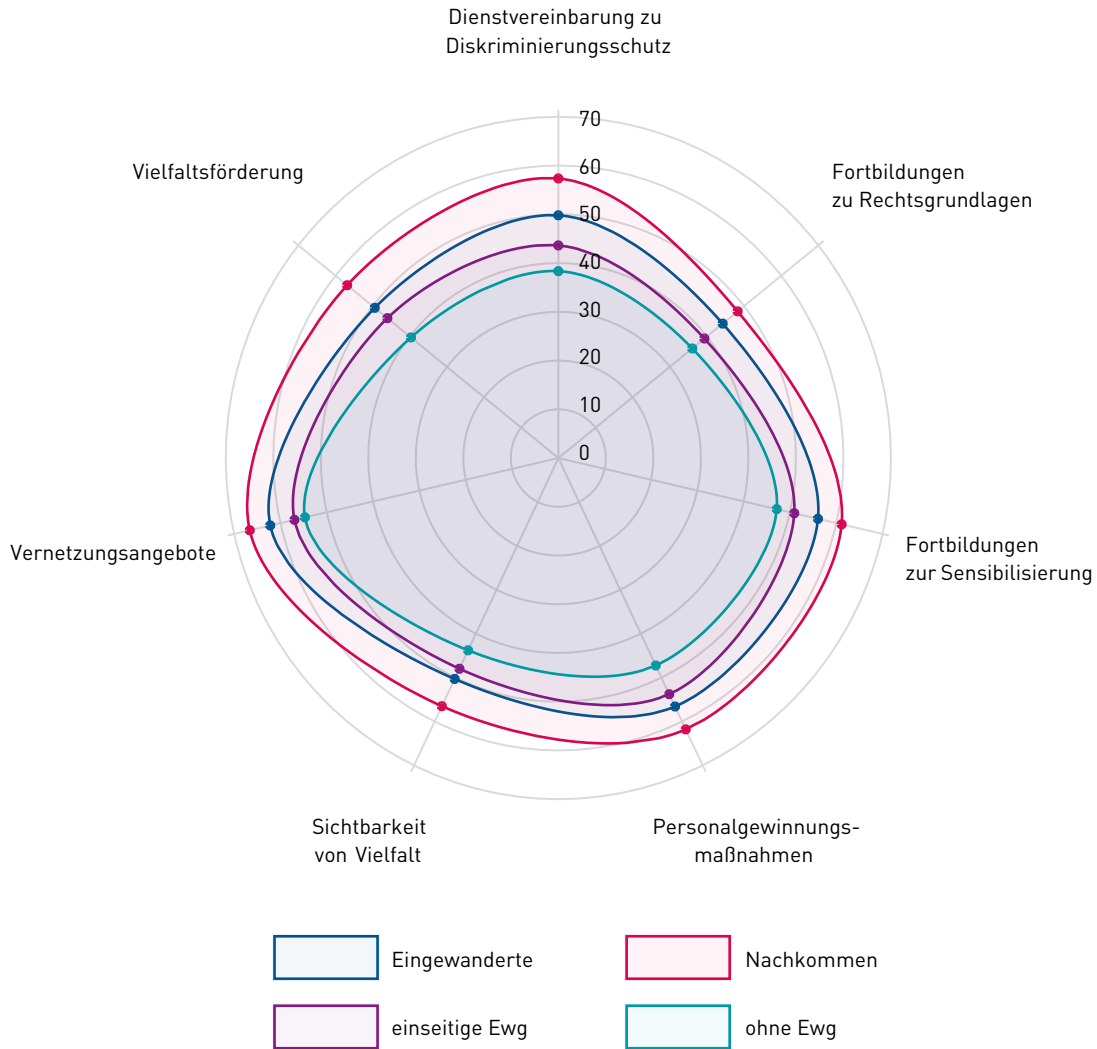 Dienstvereinbarung zu
Diskriminierungsschutz
70
60
50
40
30
20
10
0
Vielfaltsförderung
Fortbildungen
zu Rechtsgrundlagen
Vernetzungsangebote
Fortbildungen
zur Sensibilisierung
Sichtbarkeit
von Vielfalt
Personalgewinnungs-
maßnahmen
Eingewanderte
Nachkommen
einseitige Ewg
ohne Ewg